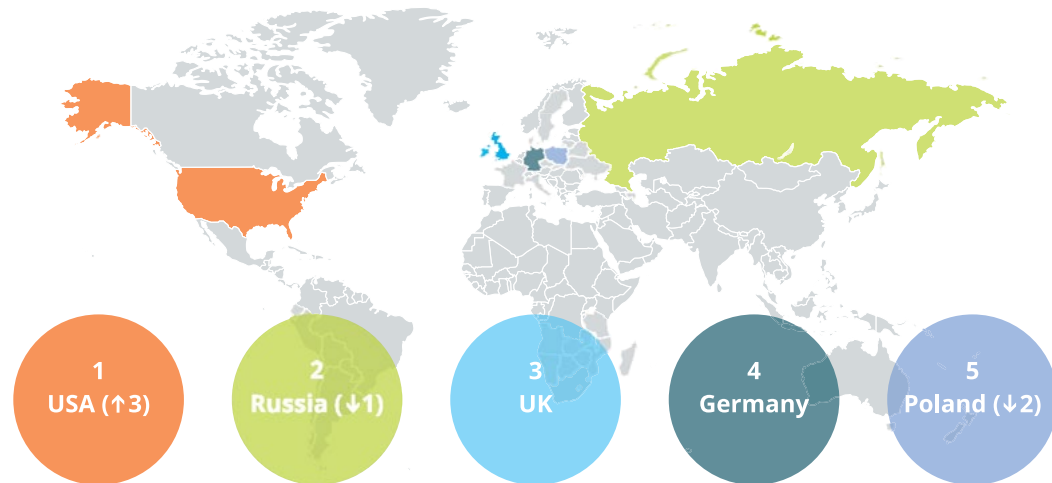 1
USA (↑3)
2
Russia (↓1)
3
UK
4
Germany
5
Poland (↓2)